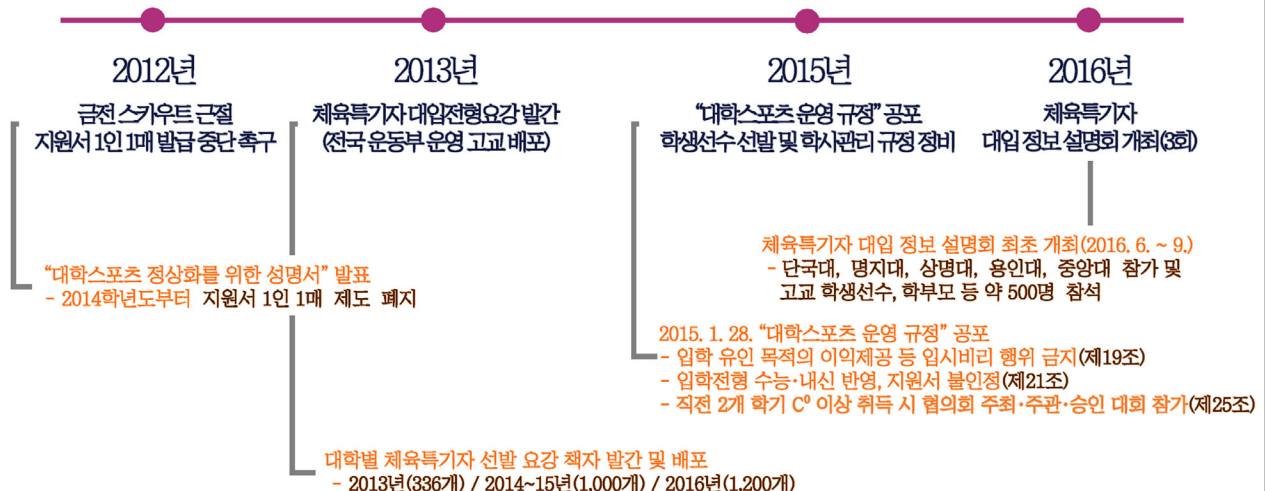 2012년
금전 스카우트 근절
지원서 1인 1매 발급 중단 촉구
2013년
체육특기자 대입전형요강 발간
(전국 운동부 운영 고교 배포)
2015년
“대학스포츠 운영 규정” 공포
학생선수 선발 및 학사관리 규정 정비
2016년
체육특기자
대입 정보 설명회 개최(3회)
체육특기자 대입 정보 설명회 최초 개최(2016. 6. ~ 9.)
- 단국대, 명지대, 상명대, 용인대, 중앙대 참가 및
고교 학생선수, 학부모 등 약 500명 참석
“대학스포츠 정상화를 위한 성명서” 발표
- 2014학년도부터 지원서 1인 1매 제도 폐지
2015. 1. 28. “대학스포츠 운영 규정” 공포
- 입학 유인 목적의 이익제공 등 입시비리 행위 금지(제19조)
- 입학전형 수능·내신 반영, 지원서 불인정(제21조)
- 직전 2개 학기 C⁰ 이상 취득 시 협의회 주최·주관·승인 대회 참가(제25조)
대학별 체육특기자 선발 요강 책자 발간 및 배포
- 2013년(336개) / 2014~15년(1,000개) / 2016년(1,200개)